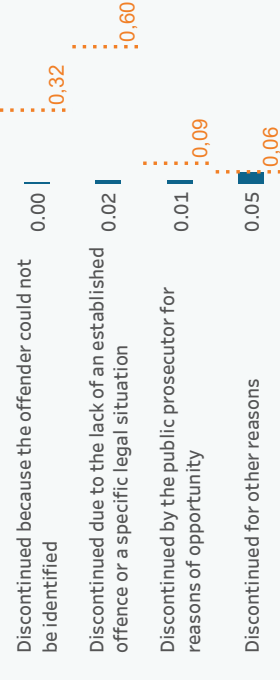 Discontinued because the offender could not
be identified
0.00
0,32
Discontinued due to the lack of an established
offence or a specific legal situation
0.02
0,60
Discontinued by the public prosecutor for
reasons of opportunity
0.01
0,09
Discontinued for other reasons
0.05
0,06